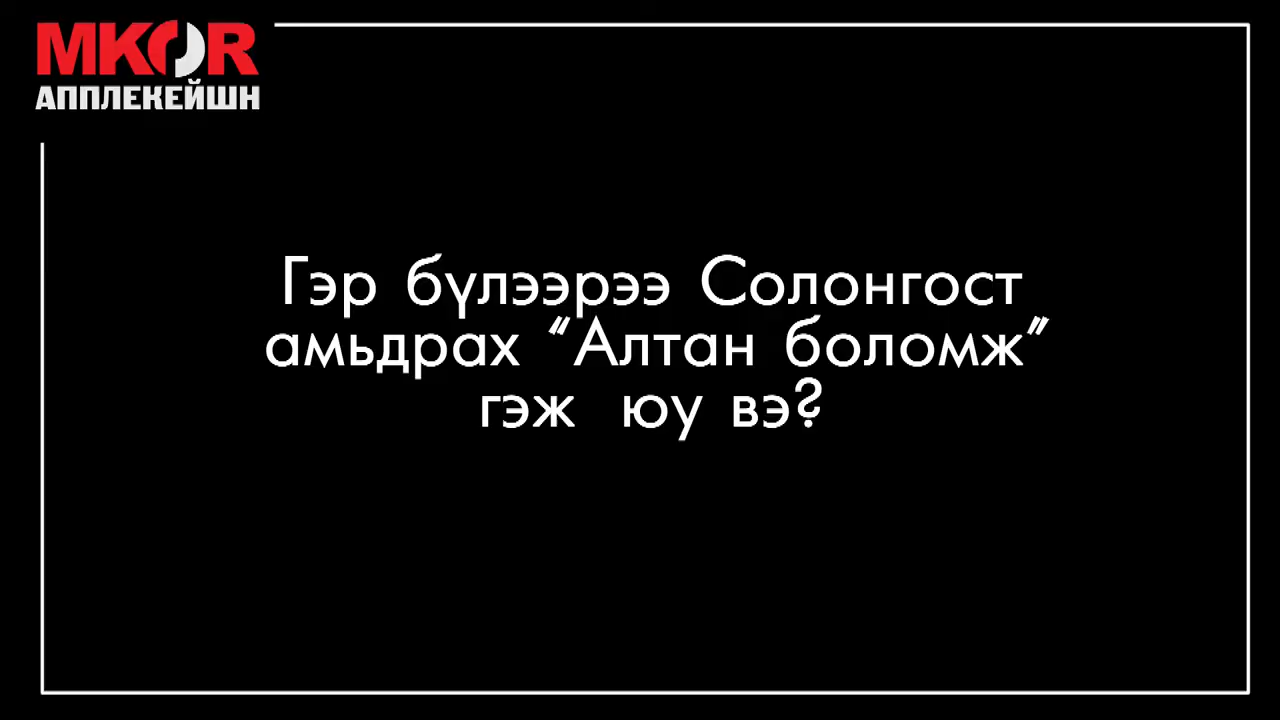 MKOR
АППЛЕКЕЙШН
Гэр бүлээрээ Солонгост
амьдрах “Алтан боломж”
гэж юу вэ?